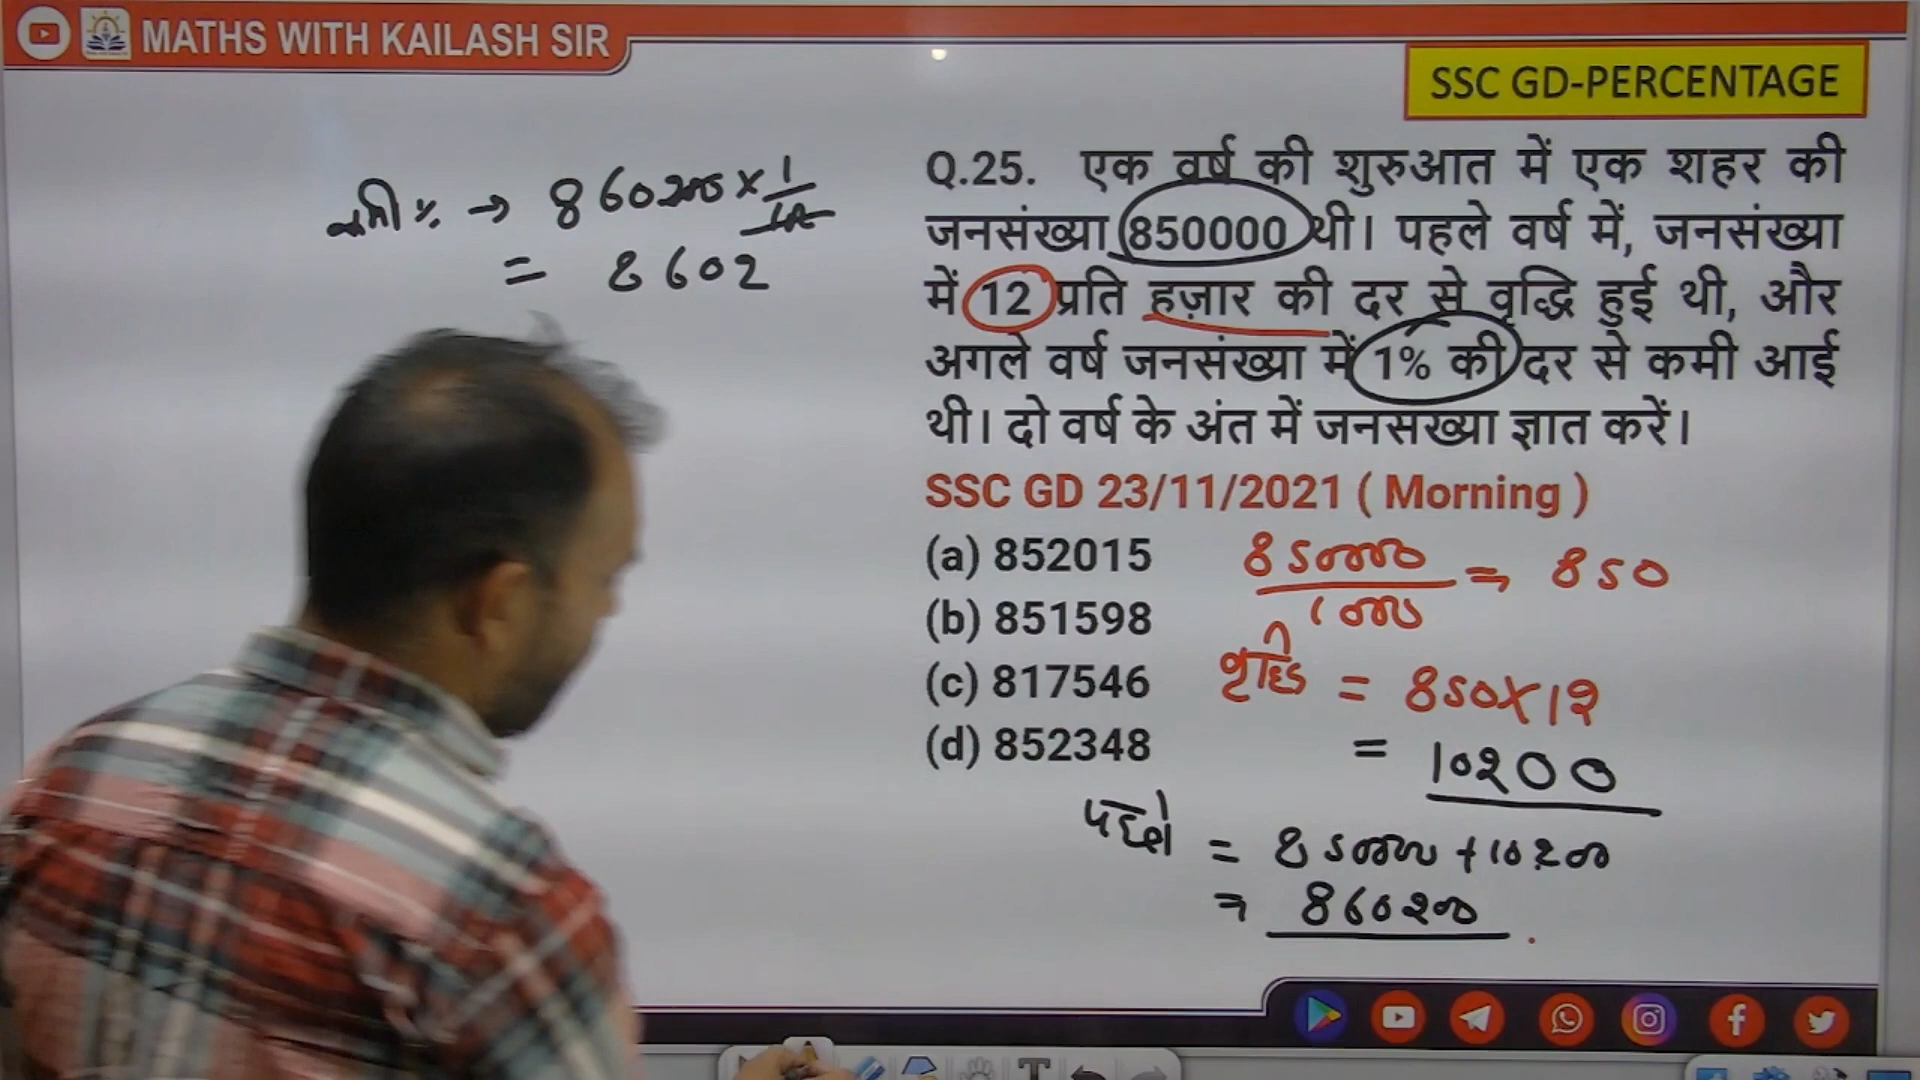 MATHS WITH KAILASH SIR
SSC GD-PERCENTAGE
Q.25. एक वर्ष की शुरुआत में एक शहर की
जनसंख्या 850000 थी। पहले वर्ष में, जनसंख्या
में 12 प्रति हज़ार की दर से वृद्धि हुई थी, और
अगले वर्ष जनसंख्या में 1% की दर से कमी आई
थी। दो वर्ष के अंत में जनसख्या ज्ञात करें।
SSC GD 23/11/2021 ( Morning )
(a) 852015
(b) 851598
(c) 817546
(d) 852348
850000/1000 ⇒ 850
वृद्धि = 850×12
= 10200
= 850000 + 10200
= 860200
कमी % → 860200 × 1/100
= 8602